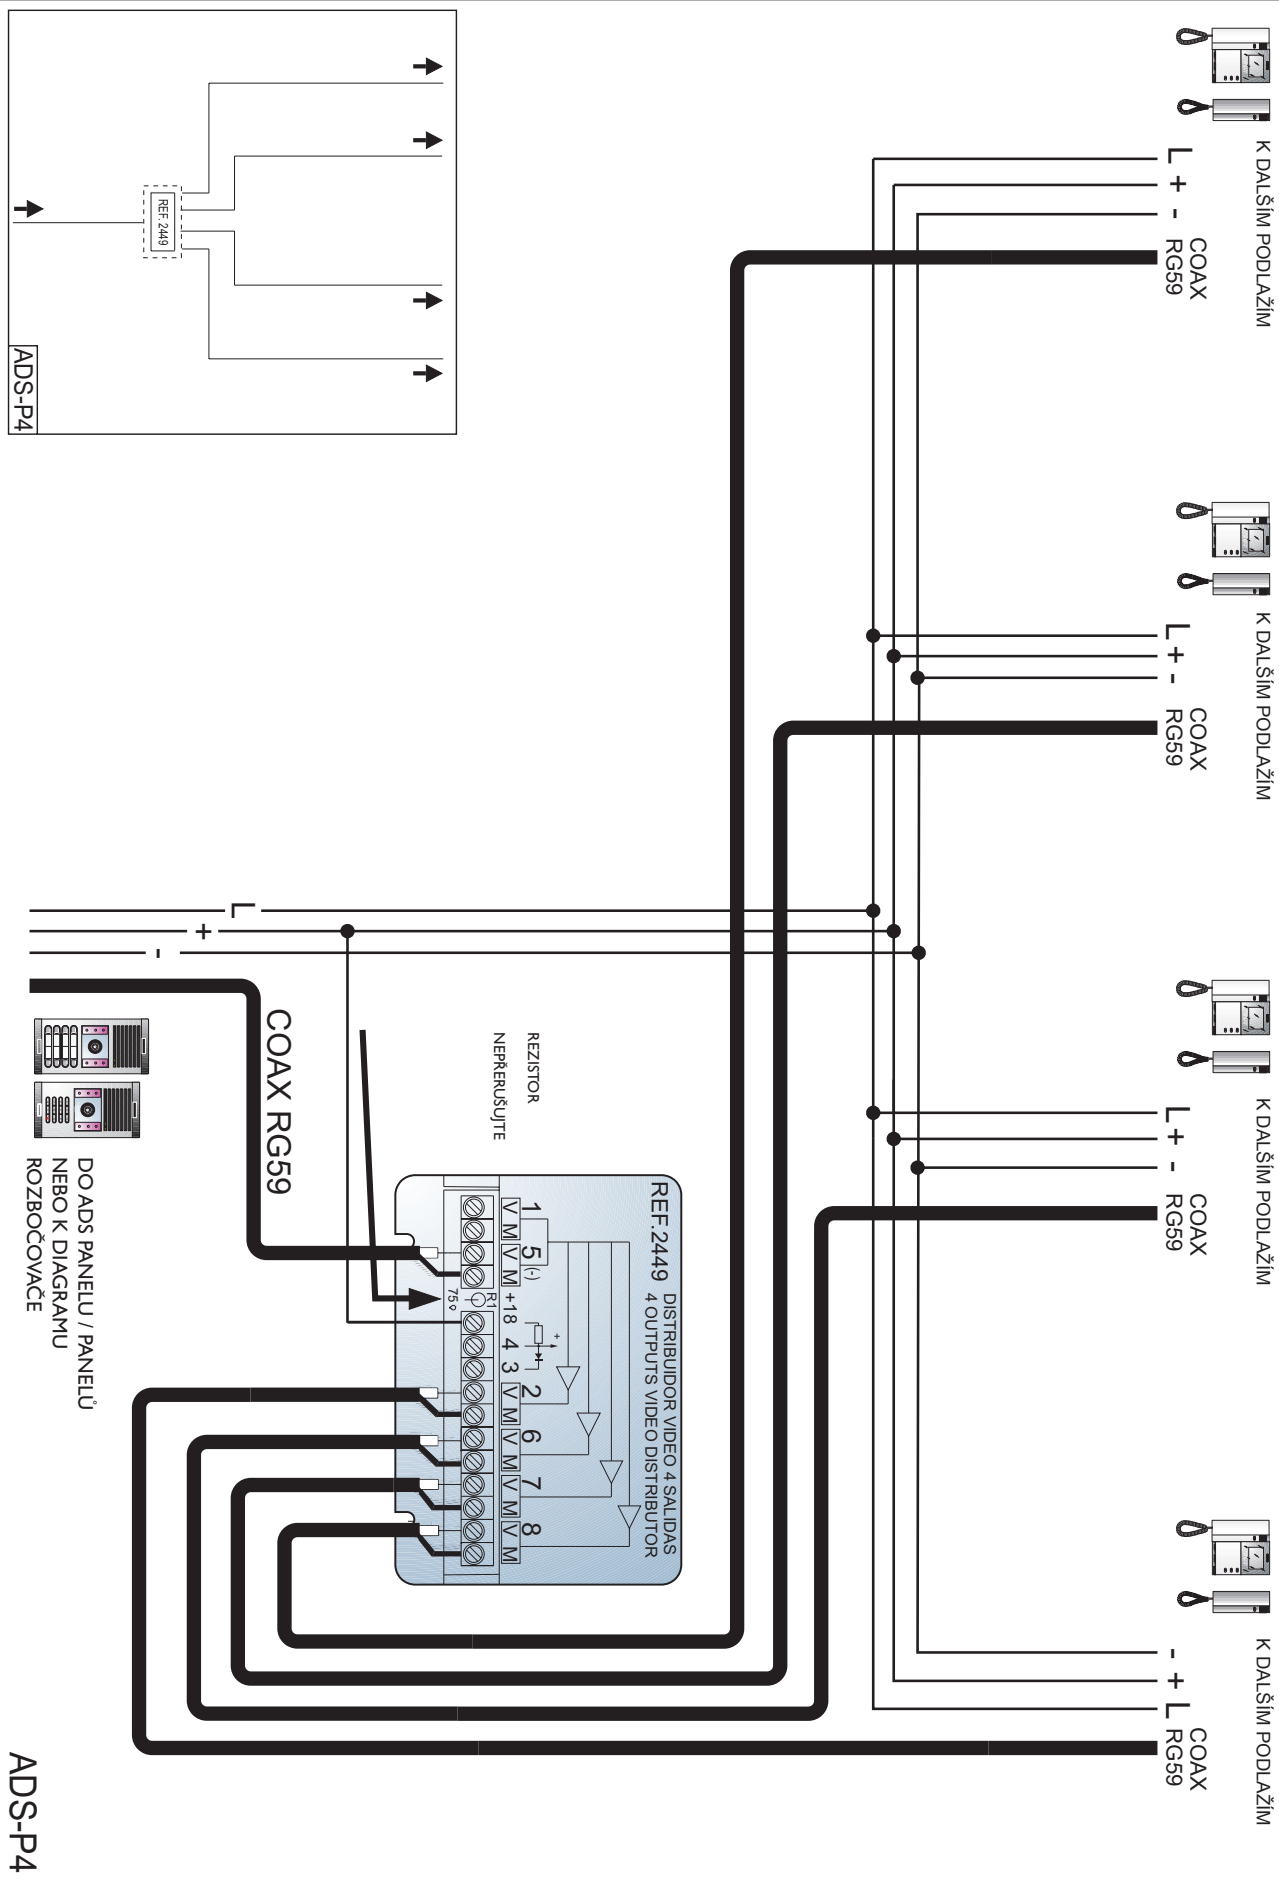 K DALŠÍM PODLAŽÍM
K DALŠÍM PODLAŽÍM
K DALŠÍM PODLAŽÍM
K DALŠÍM PODLAŽÍM
L + -
COAX
RG59
L + -
COAX
RG59
L + -
COAX
RG59
- + L
COAX
RG59
REF.2449
DISTRIBUIDOR VIDEO 4 SALIDAS
4 OUTPUTS VIDEO DISTRIBUTOR
+
1 5 (-) +18 4 3 2 6 7 8
V M V M V M V M V M V M
R1
75
REZISTOR
NEPŘERUŠUJTE
COAX RG59
L
+
-
DO ADS PANELU / PANELŮ
NEBO K DIAGRAMU
ROZBOČOVAČE
REF. 2449
ADS-P4
ADS-P4